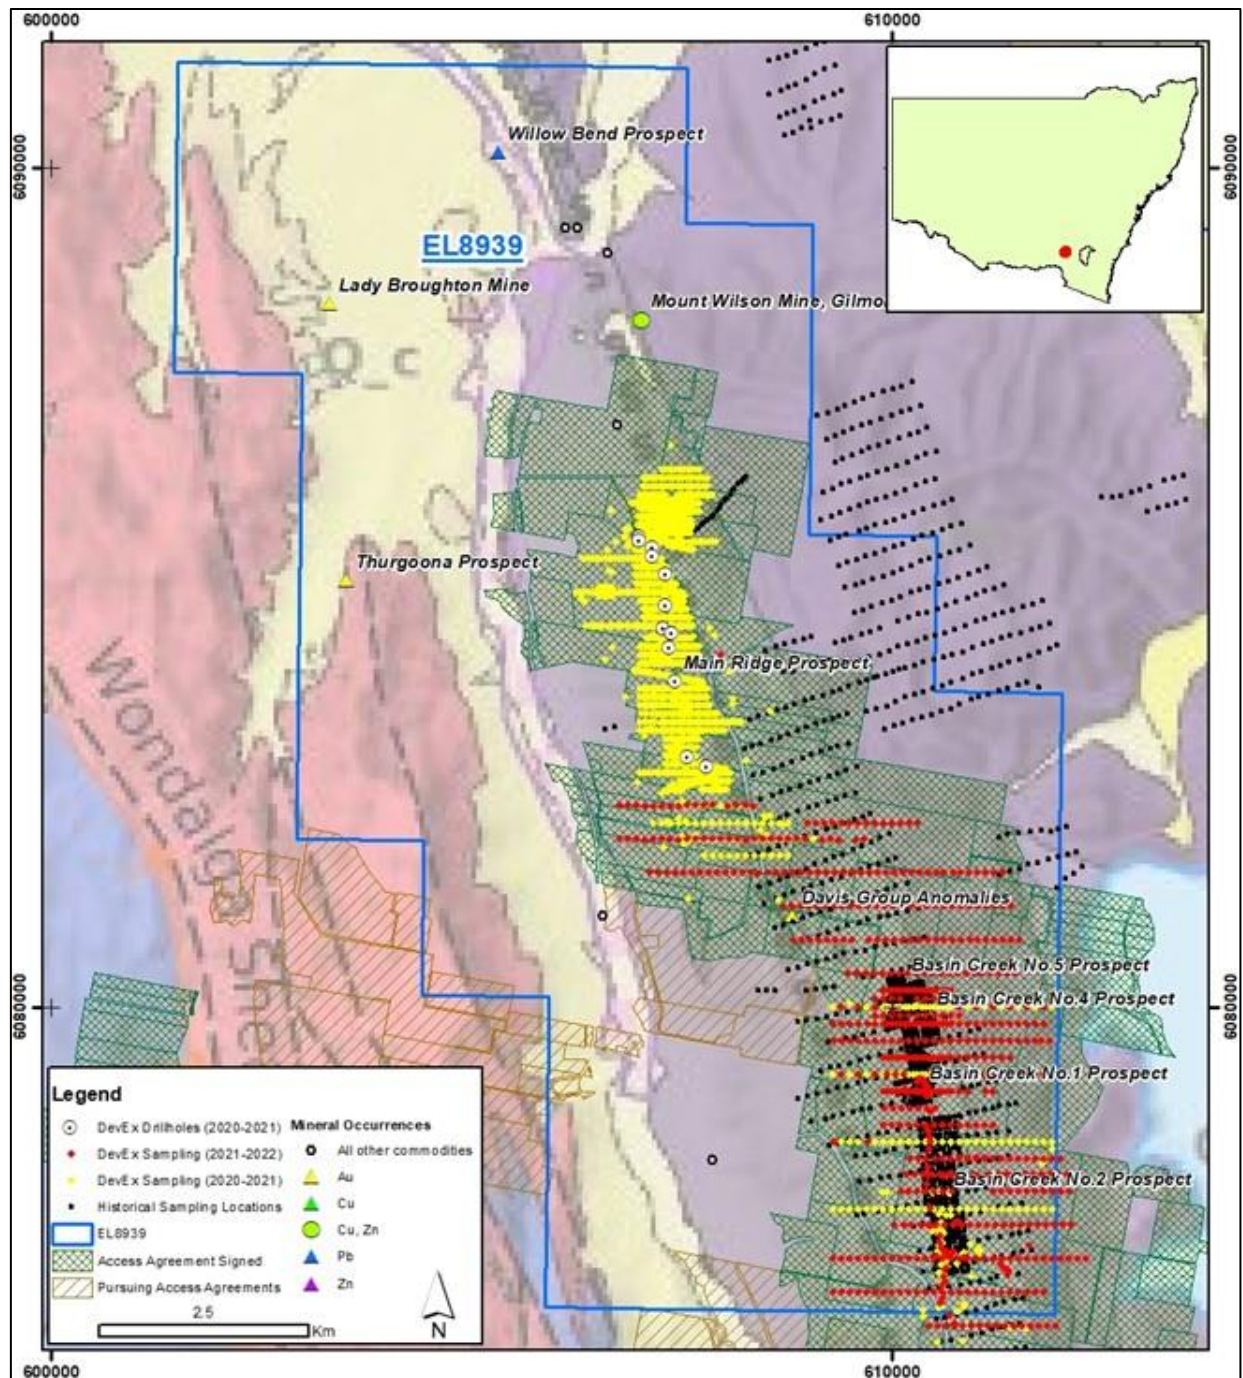 600000
610000
6090000
6090000
Willow Bend Prospect
EL8939
Lady Broughton Mine
Mount Wilson Mine, Gilmo
Q_c
Thurgoona Prospect
Main Ridge Prospect
Wondalga
Shea
Davis Group Anomalies
Basin Creek No.5 Prospect
Basin Creek No.4 Prospect
6080000
6080000
Basin Creek No.1 Prospect
Basin Creek No.2 Prospect
Legend
DevEx Drillholes (2020-2021)
DevEx Sampling (2021-2022)
DevEx Sampling (2020-2021)
Historical Sampling Locations
EL8939
Access Agreement Signed
Pursuing Access Agreements
Mineral Occurrences
All other commodities
Au
Cu
Cu, Zn
Pb
Zn
2.5
Km
N
600000
610000